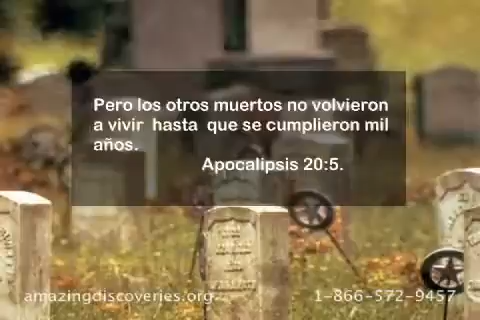 Pero los otros muertos no volvieron
a vivir hasta que se cumplieron mil
años.
Apocalipsis 20:5.
amazingdiscoveries.org
1-866-572-9457